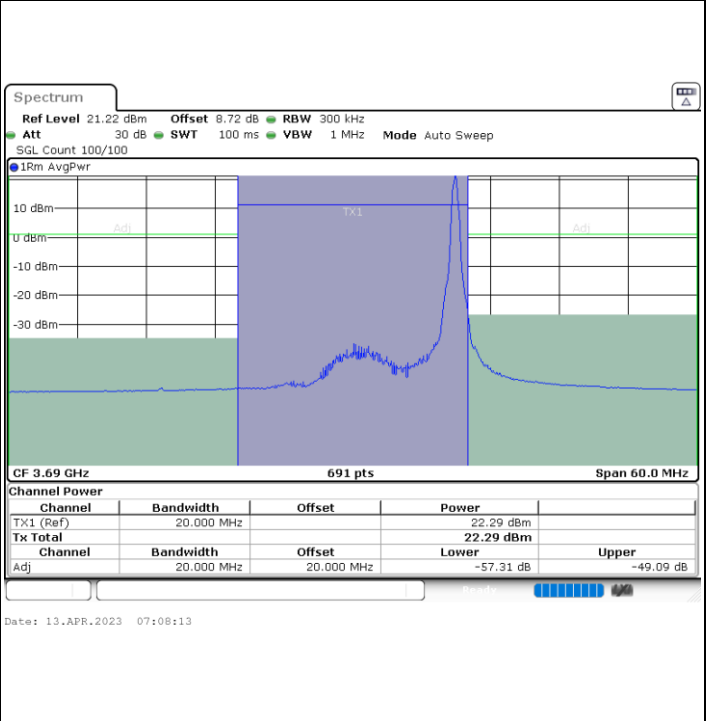 Spectrum
Ref Level 21.22 dBm Offset 8.72 dB RBW 300 kHz
Att 30 dB SWT 100 ms VBW 1 MHz Mode Auto Sweep
SGL Count 100/100
1Rm AvgPwr
10 dBm
TX1
Adj
Adj
0 dBm
-10 dBm
-20 dBm
-30 dBm
CF 3.69 GHz 691 pts Span 60.0 MHz
Channel Power
Channel Bandwidth Offset Power
TX1 (Ref) 20.000 MHz 22.29 dBm
Tx Total 22.29 dBm
Channel Bandwidth Offset Lower Upper
Adj 20.000 MHz 20.000 MHz -57.31 dB -49.09 dB
Ready
Date: 13.APR.2023 07:08:13